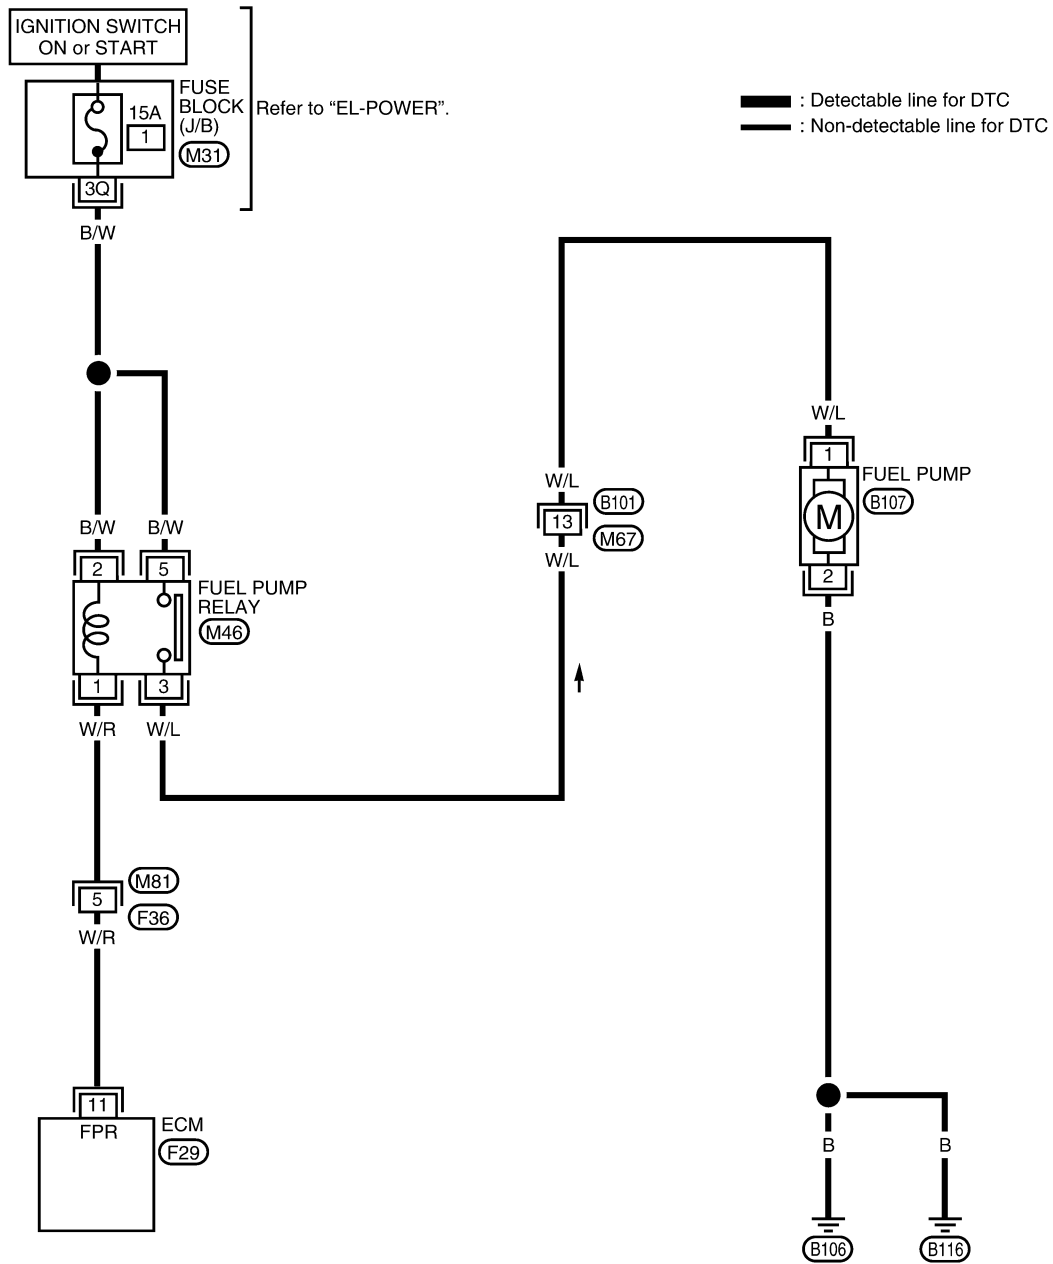 IGNITION SWITCH
ON or START
FUSE
BLOCK
(J/B)
M31
15A
1
3Q
Refer to “EL-POWER”.
: Detectable line for DTC
: Non-detectable line for DTC
B/W
B/W
B/W
2
5
FUEL PUMP
RELAY
M46
1
3
W/R
W/L
M81
5
F36
W/R
11
FPR
ECM
F29
W/L
B101
13
M67
W/L
W/L
1
FUEL PUMP
B107
M
2
B
B
B
B106
B116